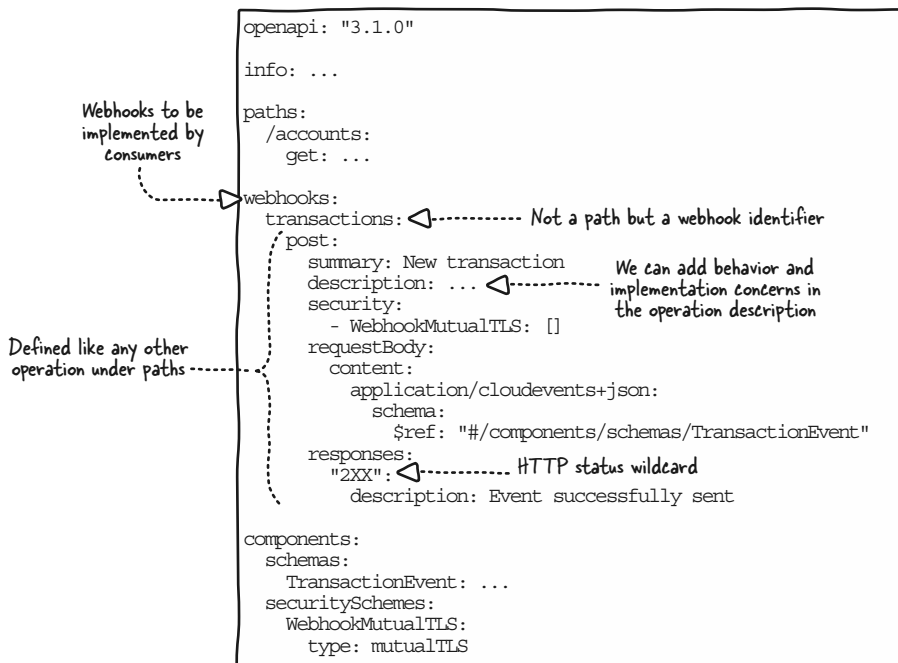 openapi: "3.1.0"
info: ...
paths:
/accounts:
get: ...
Webhooks to be
implemented by
consumers
webhooks:
transactions:
Not a path but a webhook identifier
post:
summary: New transaction
description: ...
We can add behavior and
implementation concerns in
the operation description
security:
- WebhookMutualTLS: []
Defined like any other
operation under paths
requestBody:
content:
application/cloudevents+json:
schema:
$ref: "#/components/schemas/TransactionEvent"
responses:
"2XX":
HTTP status wildcard
description: Event successfully sent
components:
schemas:
TransactionEvent: ...
securitySchemes:
WebhookMutualTLS:
type: mutualTLS